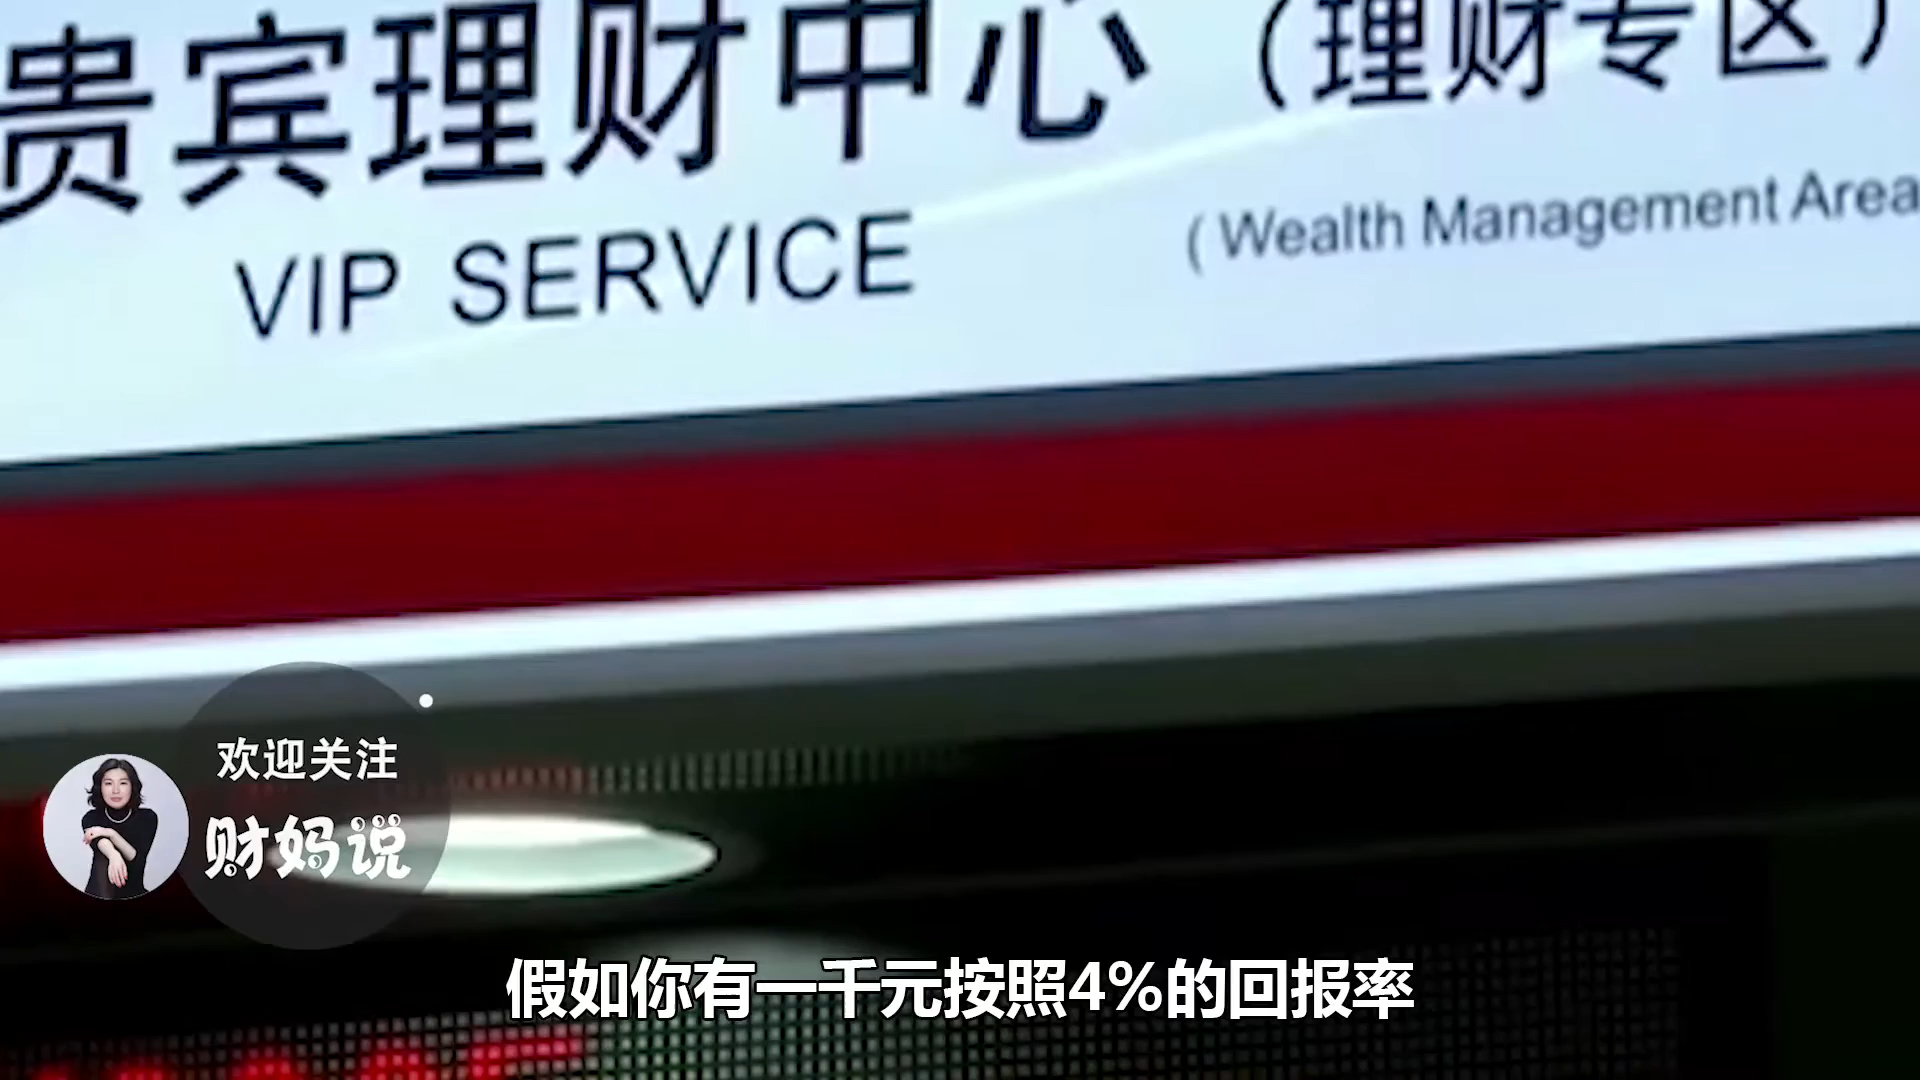 贵宾理财中心（理财专区）
VIP SERVICE
( Wealth Management Area
欢迎关注
财妈说
假如你有一千元按照4%的回报率